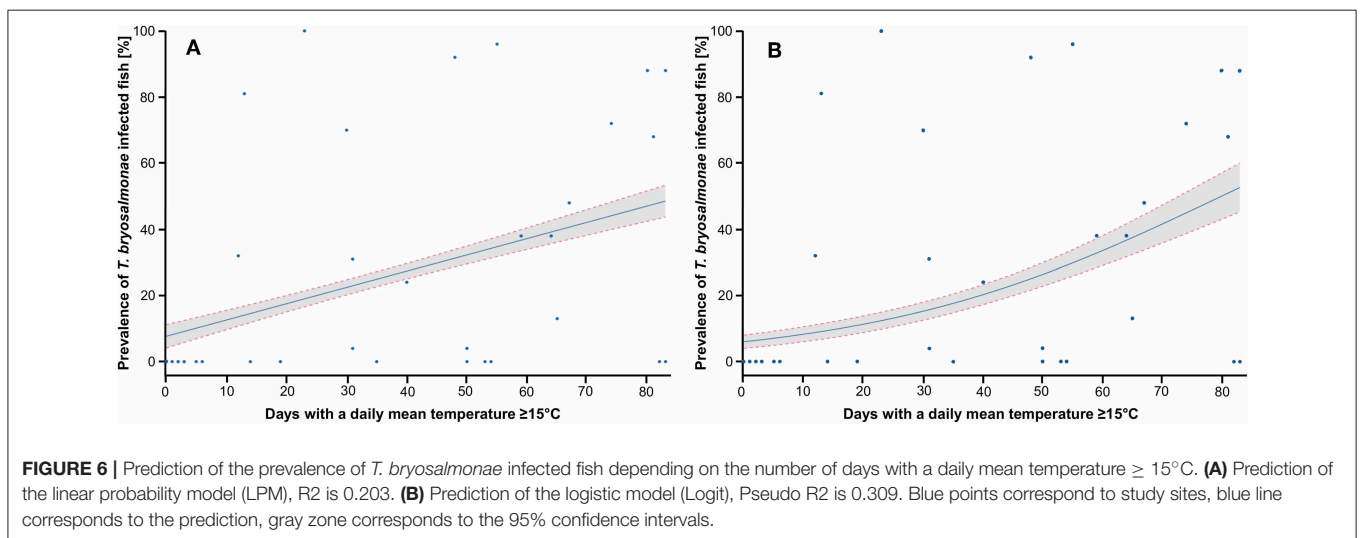 A
B
Prevalence of T. bryosalmonae infected fish [%]
100
80
60
40
20
0
0 10 20 30 40 50 60 70 80
Days with a daily mean temperature ≥15°C
Prevalence of T. bryosalmonae infected fish [%]
100
80
60
40
20
0
0 10 20 30 40 50 60 70 80
Days with a daily mean temperature ≥15°C
FIGURE 6 | Prediction of the prevalence of T. bryosalmonae infected fish depending on the number of days with a daily mean temperature ≥ 15°C. (A) Prediction of
the linear probability model (LPM), R2 is 0.203. (B) Prediction of the logistic model (Logit), Pseudo R2 is 0.309. Blue points correspond to study sites, blue line
corresponds to the prediction, gray zone corresponds to the 95% confidence intervals.